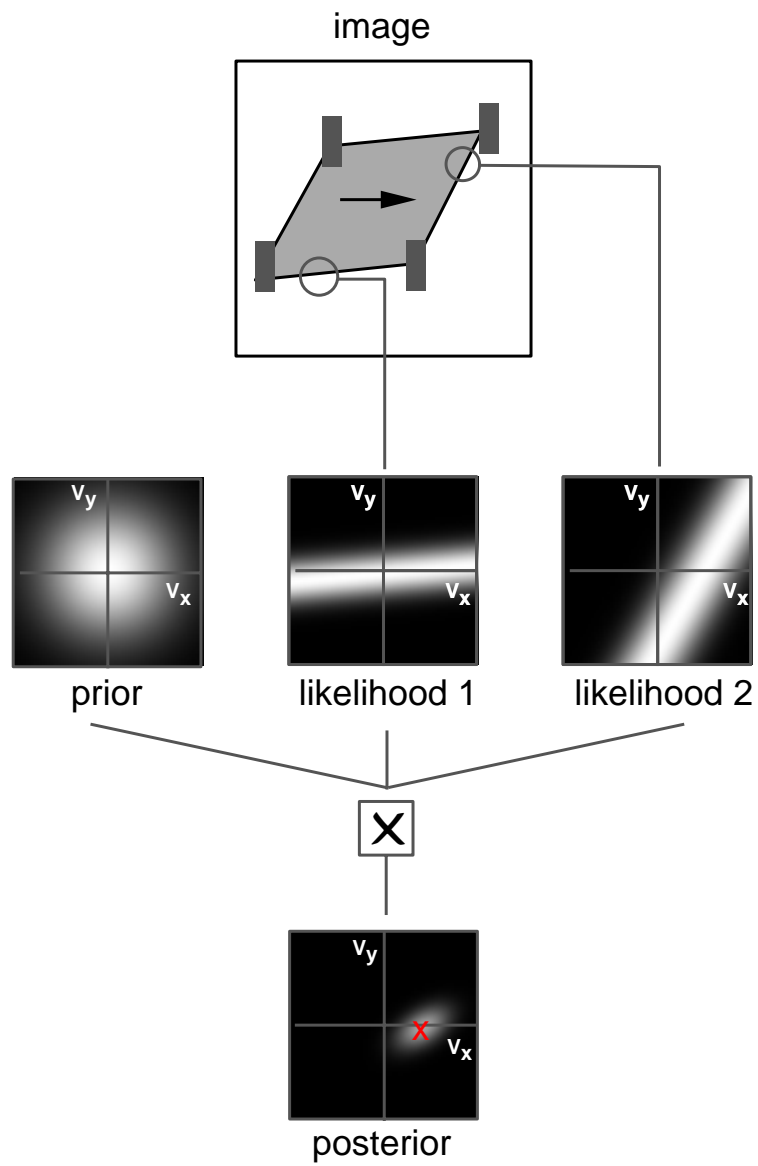 image
Vy
Vx
prior
Vy
Vx
likelihood 1
Vy
Vx
likelihood 2
X
Vy
X
Vx
posterior